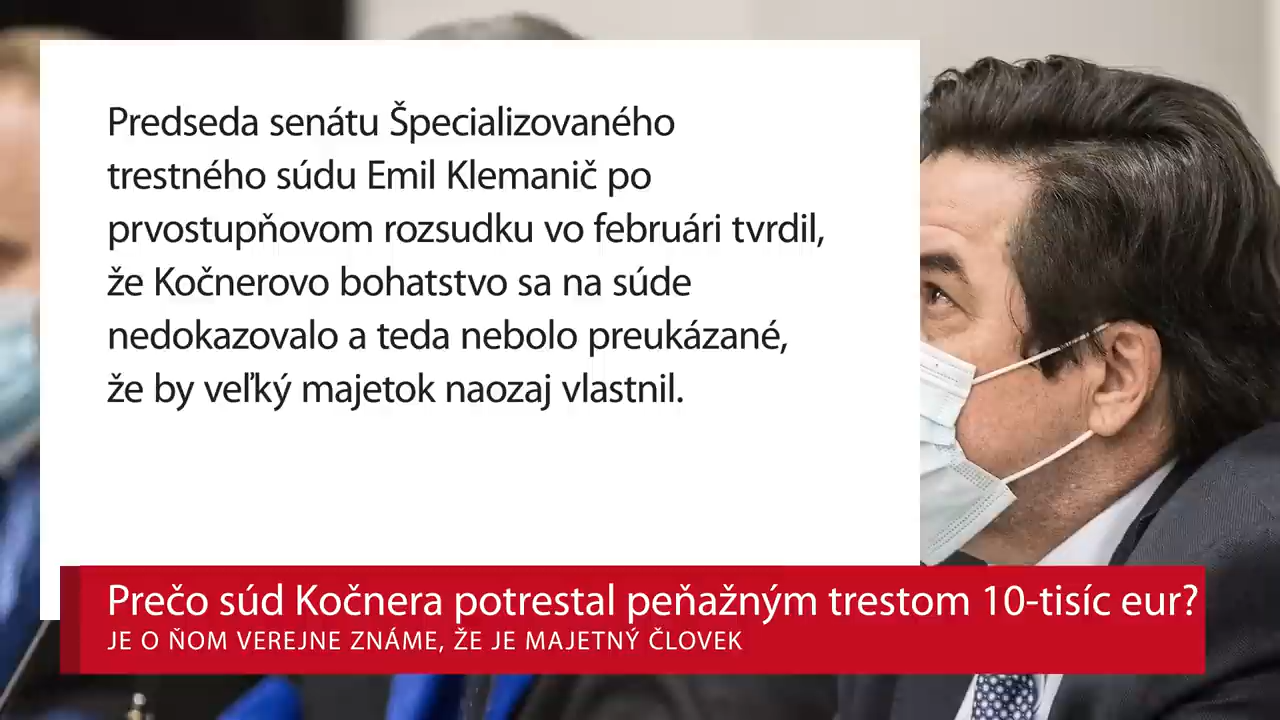 Predseda senátu Špecializovaného
trestného súdu Emil Klemanič po
prvostupňovom rozsudku vo februári tvrdil,
že Kočnerovo bohatstvo sa na súde
nedokazovalo a teda nebolo preukázané,
že by veľký majetok naozaj vlastnil.
Prečo súd Kočnera potrestal peňažným trestom 10-tisíc eur?
JE O ŇOM VEREJNE ZNÁME, ŽE JE MAJETNÝ ČLOVEK